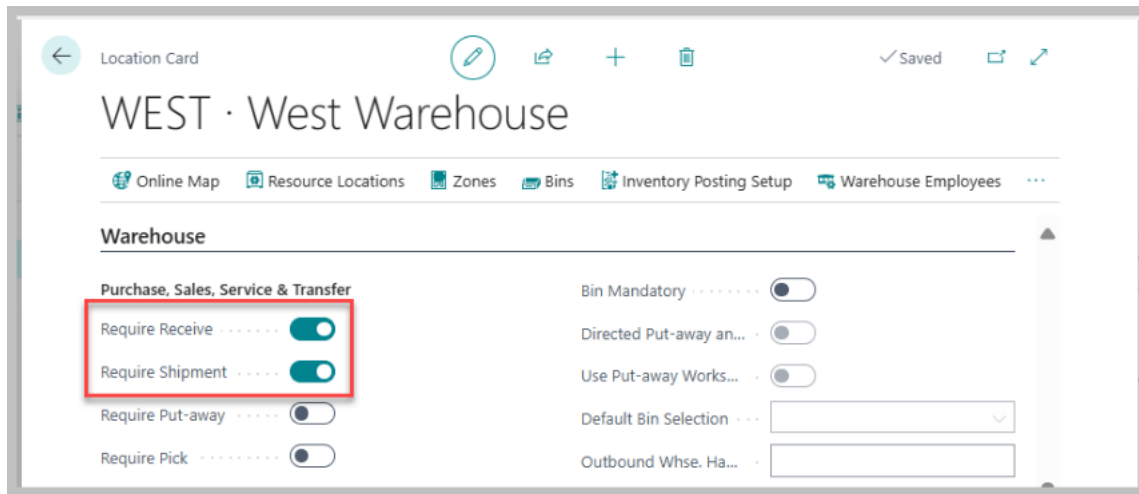 Location Card
Saved
WEST · West Warehouse
Online Map Resource Locations Zones Bins Inventory Posting Setup Warehouse Employees ...
Warehouse
Purchase, Sales, Service & Transfer
Require Receive
Require Shipment
Require Put-away
Require Pick
Bin Mandatory
Directed Put-away an...
Use Put-away Works...
Default Bin Selection
Outbound Whse. Ha...